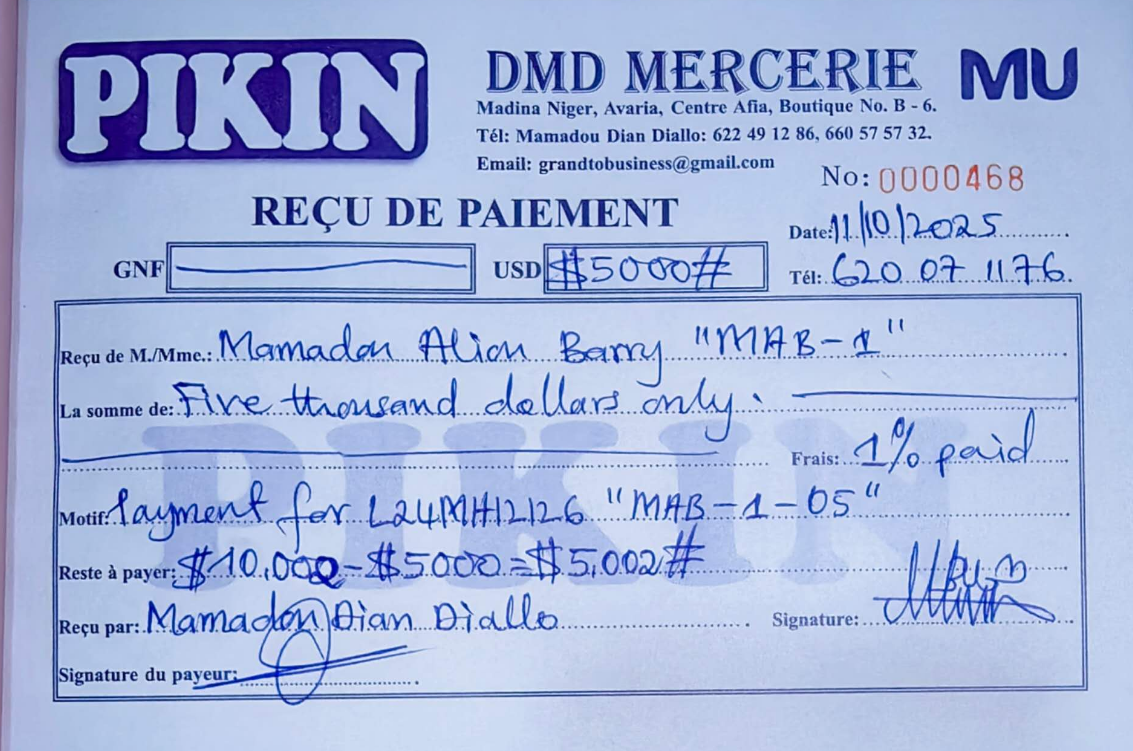 PIKIN
DMD MERCERIE MU
Madina Niger, Avaria, Centre Afia, Boutique No. B - 6.
Tél: Mamadou Dian Diallo: 622 49 12 86, 660 57 57 32.
Email: grandtobusiness@gmail.com
No: 0000468
REÇU DE PAIEMENT
Date: 11/10/2025
GNF USD $5000#
Tél: 620 07 11 76.
Reçu de M./Mme.: Mamadou Aliou Barry "MAB-1"
La somme de: Five thousand dollars only.
Frais: 1% paid
Motif: Payment for L24MH12126 "MAB-1-05"
Reste à payer: $10,002-$5000=$5,002#
Reçu par: Mamadou Dian Diallo Signature:
Signature du payeur:
PIKIN